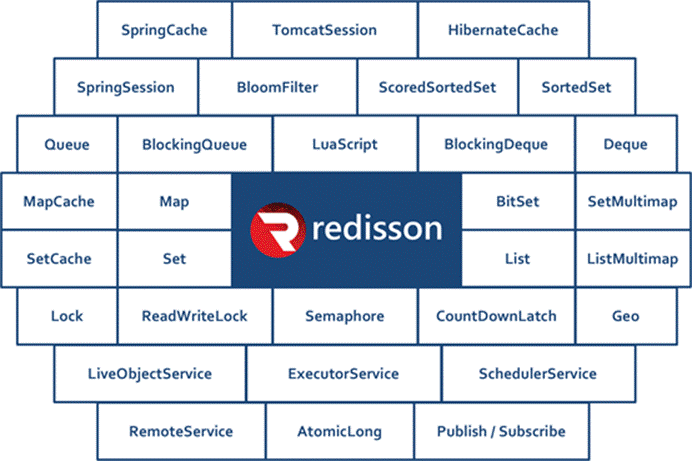 SpringCache TomcatSession HibernateCache
SpringSession BloomFilter ScoredSortedSet SortedSet
Queue BlockingQueue LuaScript BlockingDeque Deque
MapCache Map BitSet SetMultimap
redisson
SetCache Set List ListMultimap
Lock ReadWriteLock Semaphore CountDownLatch Geo
LiveObjectService ExecutorService SchedulerService
RemoteService AtomicLong Publish / Subscribe